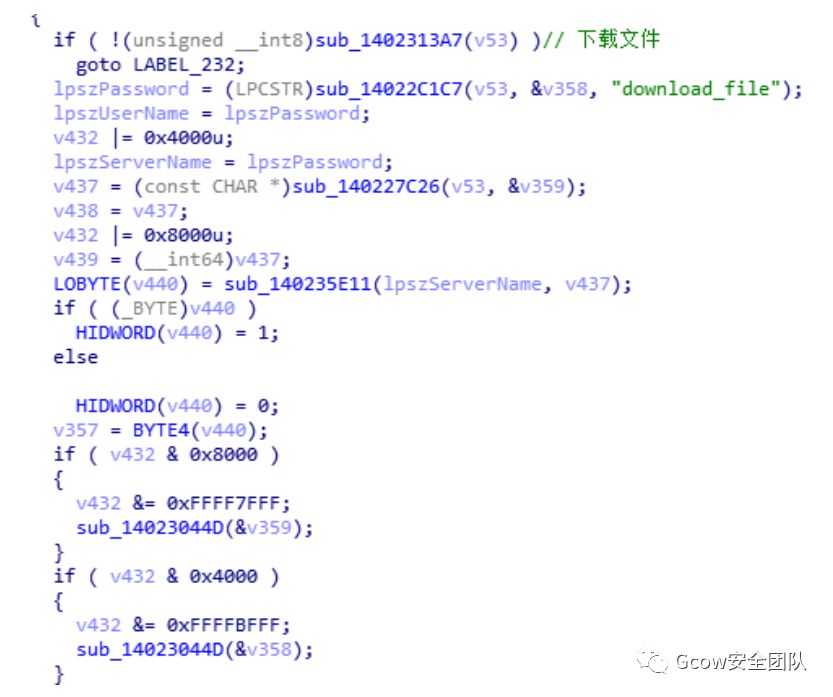 {
if ( !(unsigned __int8)sub_1402313A7(v53) )// 下载文件
goto LABEL_232;
lpszPassword = (LPCSTR)sub_14022C1C7(v53, &v358, "download_file");
lpszUserName = lpszPassword;
v432 |= 0x4000u;
lpszServerName = lpszPassword;
v437 = (const CHAR *)sub_140227C26(v53, &v359);
v438 = v437;
v432 |= 0x8000u;
v439 = (__int64)v437;
LOBYTE(v440) = sub_140235E11(lpszServerName, v437);
if ( (_BYTE)v440 )
HIDWORD(v440) = 1;
else
HIDWORD(v440) = 0;
v357 = BYTE4(v440);
if ( v432 & 0x8000 )
{
v432 &= 0xFFFF7FFF;
sub_14023044D(&v359);
}
if ( v432 & 0x4000 )
{
v432 &= 0xFFFFBFFF;
sub_14023044D(&v358);
}
Gcow安全团队